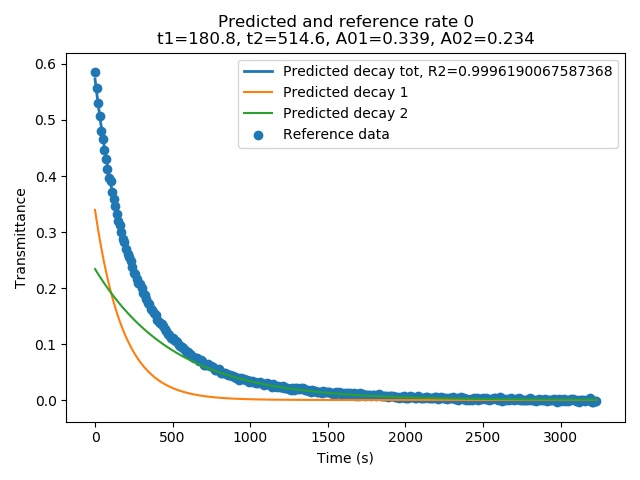 Predicted and reference rate 0
t1=180.8, t2=514.6, A01=0.339, A02=0.234
Predicted decay tot, R2=0.9996190067587368
Predicted decay 1
Predicted decay 2
Reference data
Transmittance
0.6
0.5
0.4
0.3
0.2
0.1
0.0
0 500 1000 1500 2000 2500 3000
Time (s)